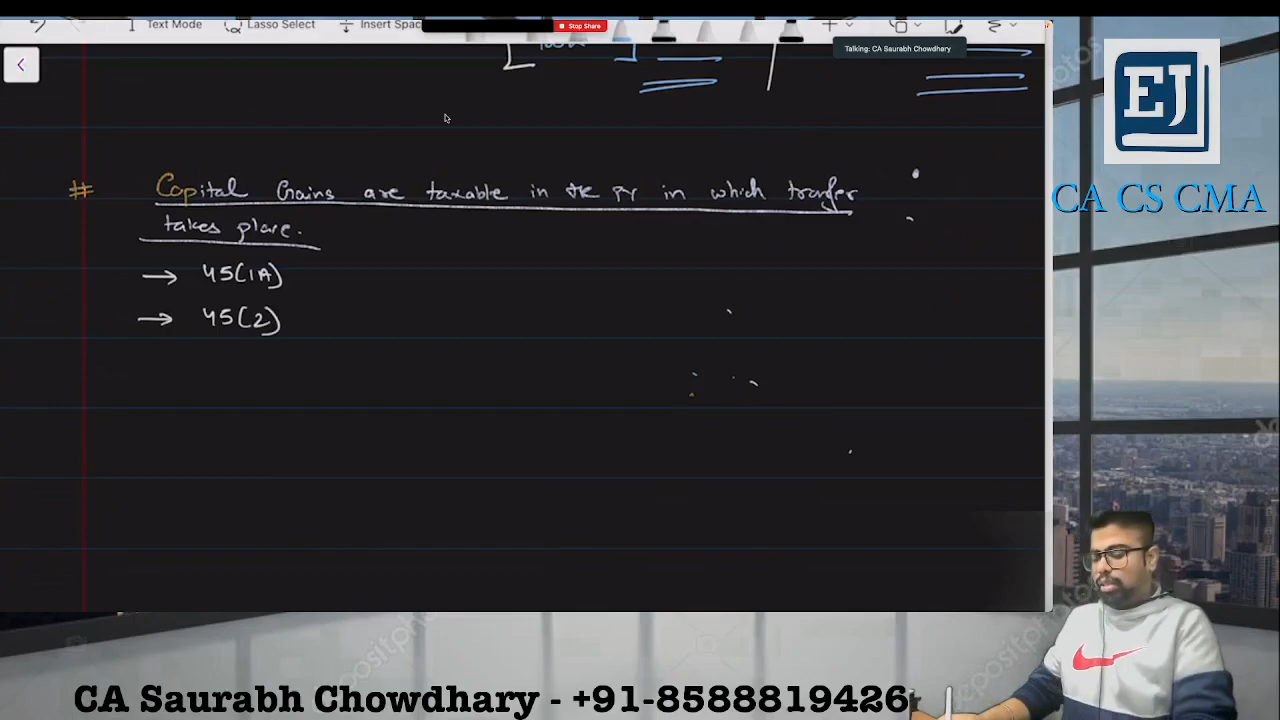 Text Mode
Lasso Select
Insert Spac
Stop Share
Talking: CA Saurabh Chowdhary
EJ
CA CS CMA
# Capital Gains are taxable in the PY in which transfer
takes place.
→ 45(1A)
→ 45(2)
CA Saurabh Chowdhary - +91-8588819426